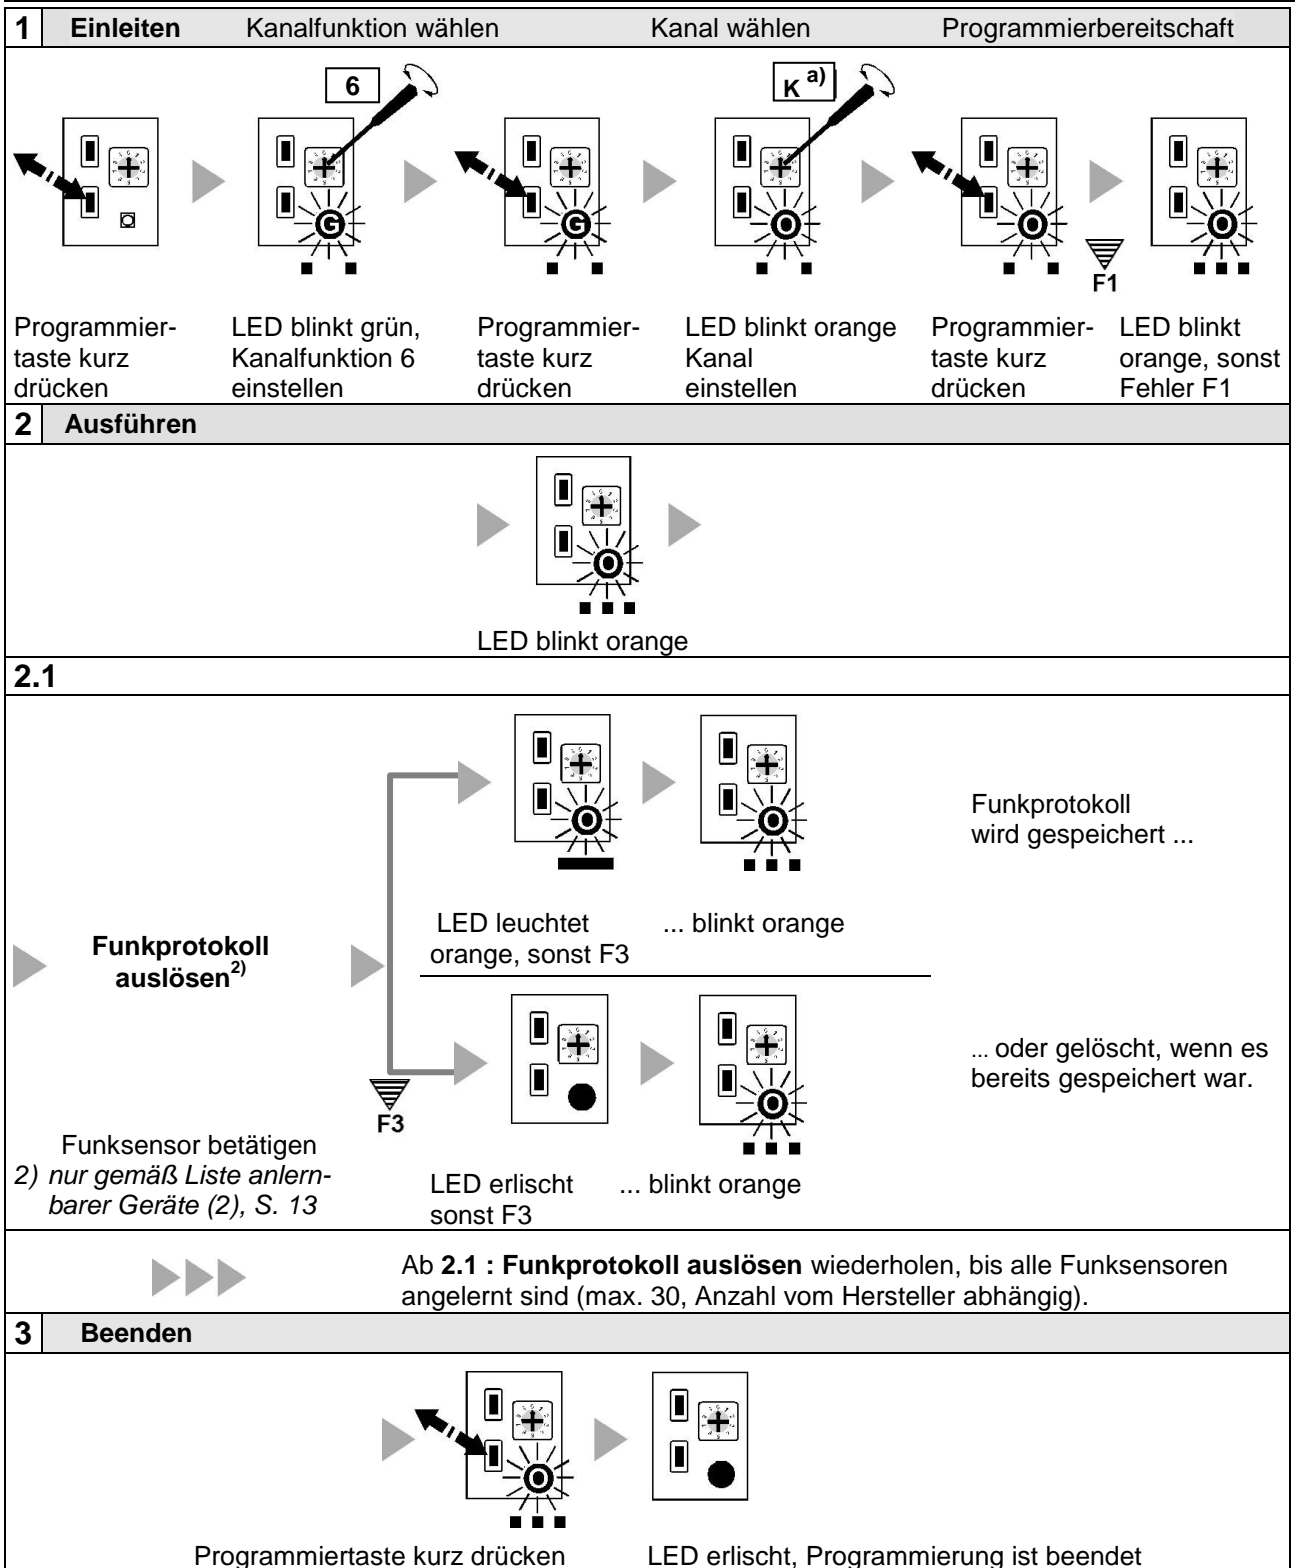 1 Einleiten Kanalfunktion wählen Kanal wählen Programmierbereitschaft
6
K a)
G
G
O
O
O
F1
Programmier-
taste kurz
drücken
LED blinkt grün,
Kanalfunktion 6
einstellen
Programmier-
taste kurz
drücken
LED blinkt orange
Kanal
einstellen
Programmier-
taste kurz
drücken
LED blinkt
orange, sonst
Fehler F1
2 Ausführen
O
LED blinkt orange
2.1
O
O
Funkprotokoll
wird gespeichert ...
LED leuchtet
orange, sonst F3
... blinkt orange
Funkprotokoll
auslösen2)
O
... oder gelöscht, wenn es
bereits gespeichert war.
F3
Funksensor betätigen
2) nur gemäß Liste anlern-
barer Geräte (2), S. 13
LED erlischt
sonst F3
... blinkt orange
Ab 2.1 : Funkprotokoll auslösen wiederholen, bis alle Funksensoren
angelernt sind (max. 30, Anzahl vom Hersteller abhängig).
3 Beenden
O
Programmiertaste kurz drücken
LED erlischt, Programmierung ist beendet